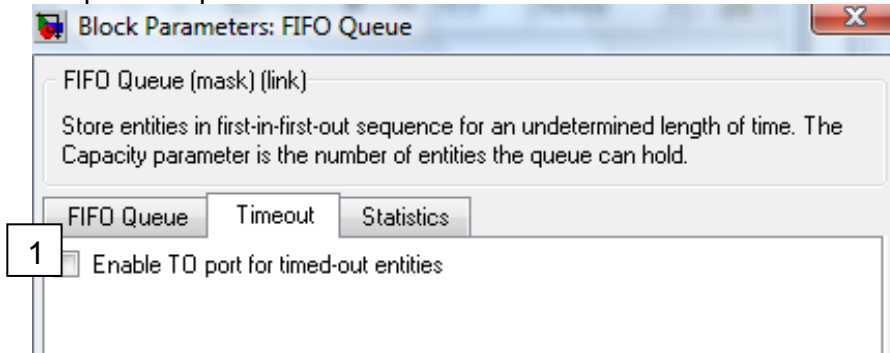 Block Parameters: FIFO Queue
FIFO Queue (mask) (link)
Store entities in first-in-first-out sequence for an undetermined length of time. The
Capacity parameter is the number of entities the queue can hold.
FIFO Queue Timeout Statistics
1
Enable TO port for timed-out entities